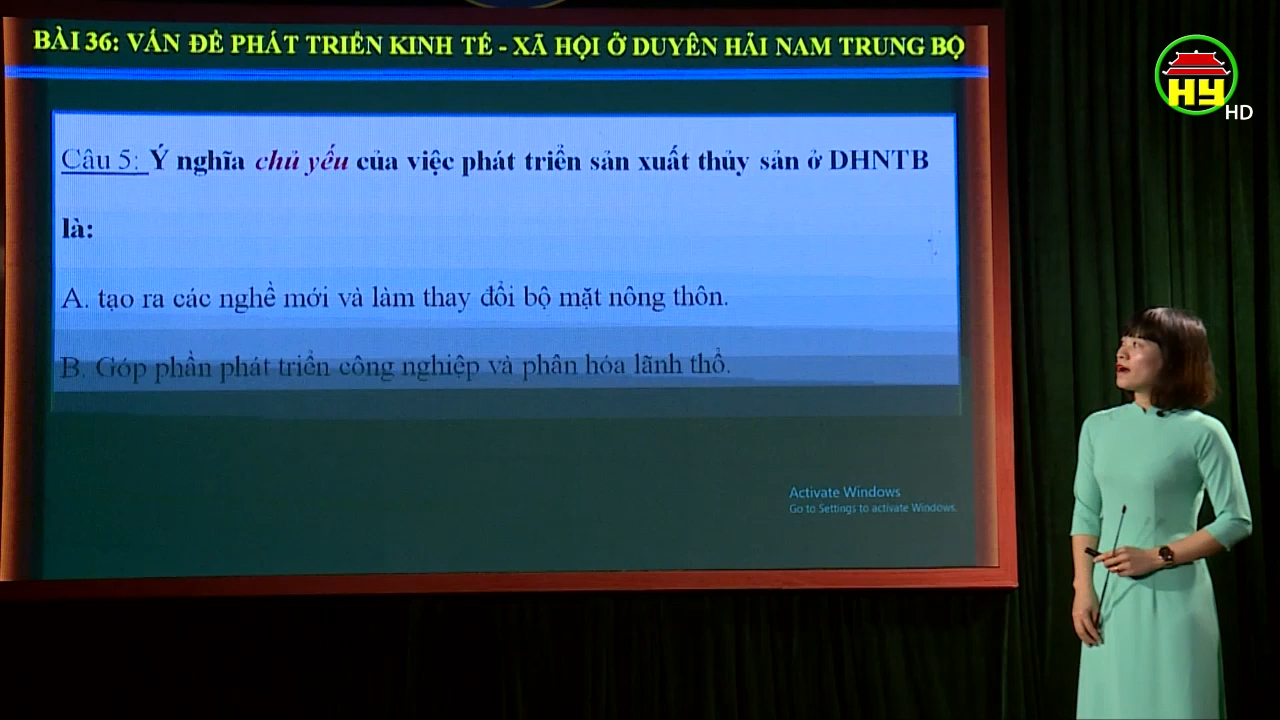 BÀI 36: VẤN ĐỀ PHÁT TRIỂN KINH TẾ - XÃ HỘI Ở DUYÊN HẢI NAM TRUNG BỘ
HY
HD
Câu 5: Ý nghĩa chủ yếu của việc phát triển sản xuất thủy sản ở DHNTB
là:
A. tạo ra các nghề mới và làm thay đổi bộ mặt nông thôn.
B. Góp phần phát triển công nghiệp và phân hóa lãnh thổ.
Activate Windows
Go to Settings to activate Windows.